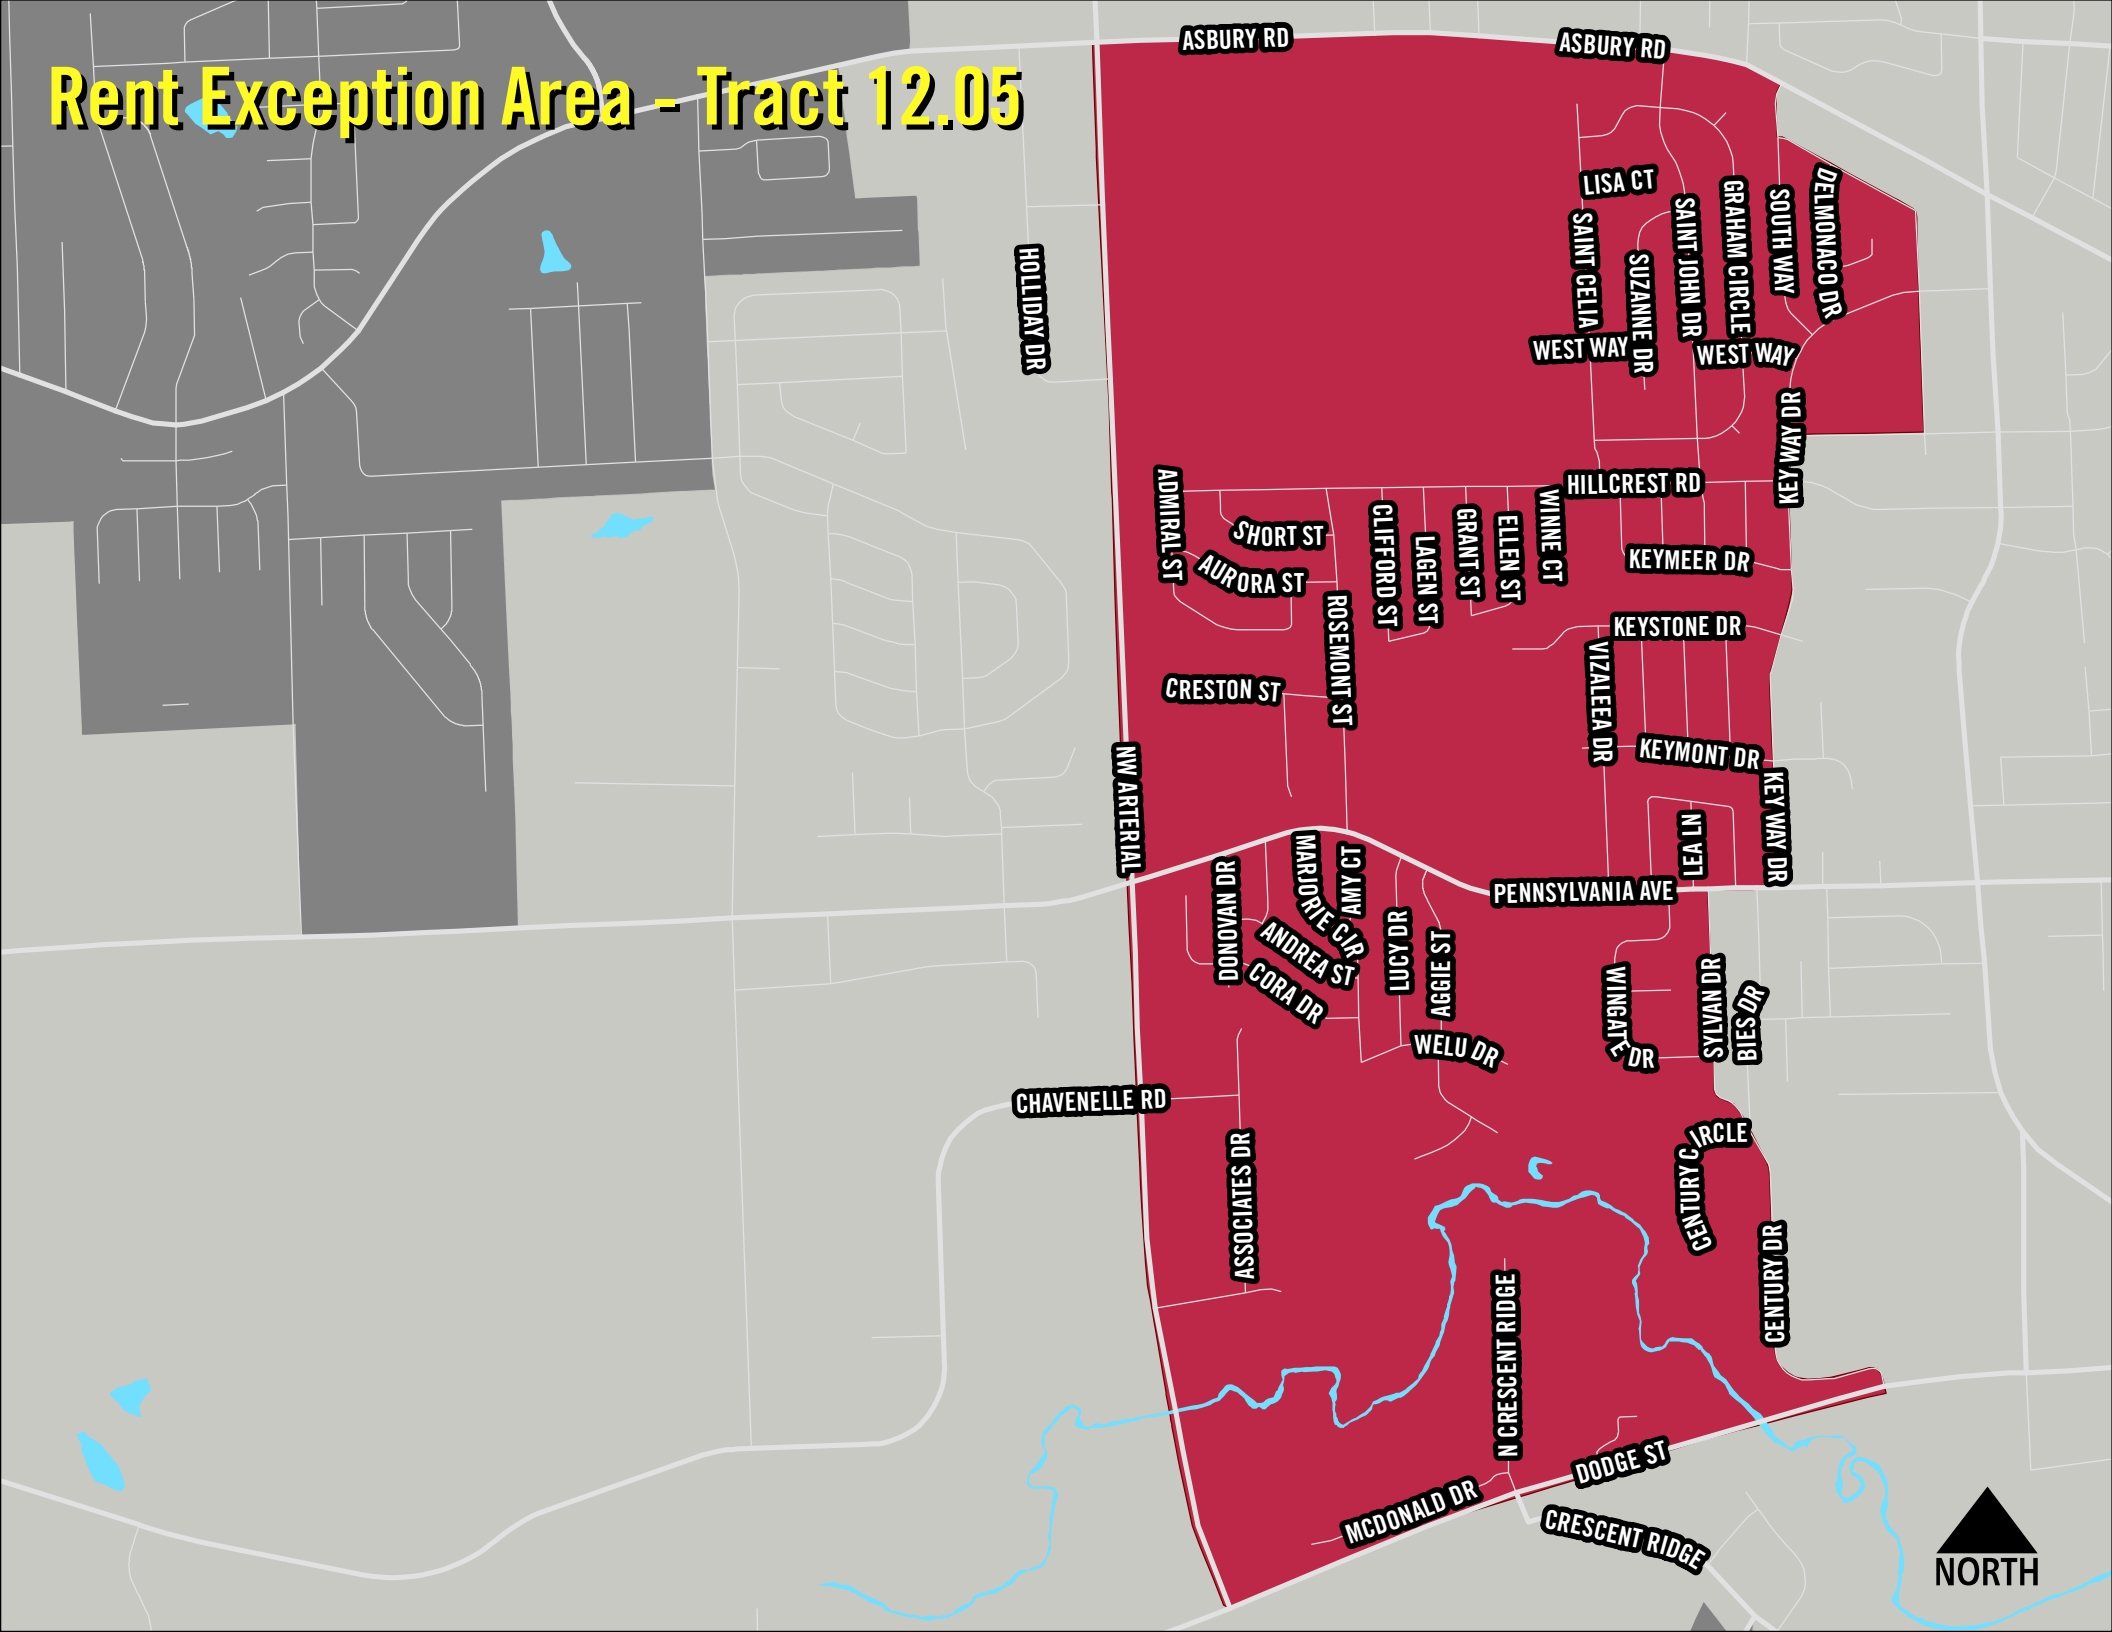 Rent Exception Area - Tract 12.05
ASBURY RD
ASBURY RD
LISA CT
SAINT CELIA
SUZANNE DR
SAINT JOHN DR
GRAHAM CIRCLE
SOUTH WAY
DELMONACO DR
HOLLIDAY DR
WEST WAY
WEST WAY
KEY WAY DR
HILLCREST RD
ADMIRAL ST
SHORT ST
AURORA ST
CLIFFORD ST
LAGEN ST
GRANT ST
ELLEN ST
WINNE CT
KEYMEER DR
ROSEMONT ST
KEYSTONE DR
VIZALEEA DR
CRESTON ST
KEYMONT DR
NW ARTERIAL
KEY WAY DR
LEA LN
PENNSYLVANIA AVE
DONOVAN DR
MARJORIE CIR
AMY CT
ANDREA ST
CORA DR
LUCY DR
AGGIE ST
WELU DR
WINGATE DR
SYLVAN DR
BIES DR
CHAVENELLE RD
ASSOCIATES DR
CENTURY CIRCLE
CENTURY DR
N CRESCENT RIDGE
DODGE ST
MCDONALD DR
CRESCENT RIDGE
NORTH